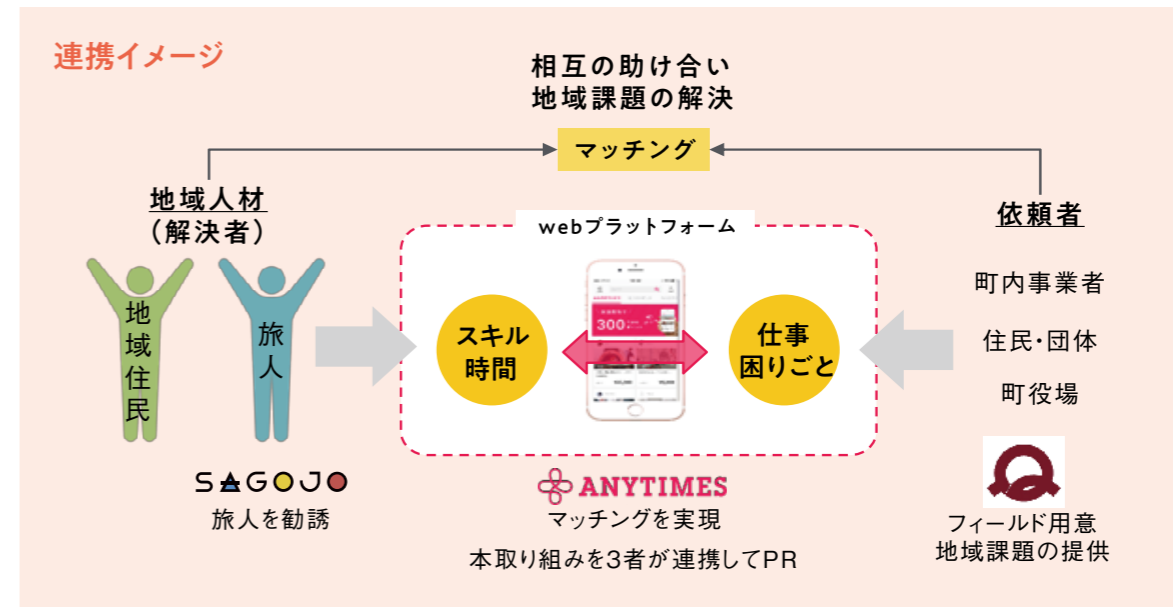 連携イメージ
相互の助け合い
地域課題の解決
マッチング
地域人材
（解決者）
地域住民
旅人
webプラットフォーム
スキル
時間
300
仕事
困りごと
依頼者
町内事業者
住民・団体
町役場
SAGOJO
旅人を勧誘
ANYTIMES
マッチングを実現
本取り組みを3者が連携してPR
フィールド用意
地域課題の提供